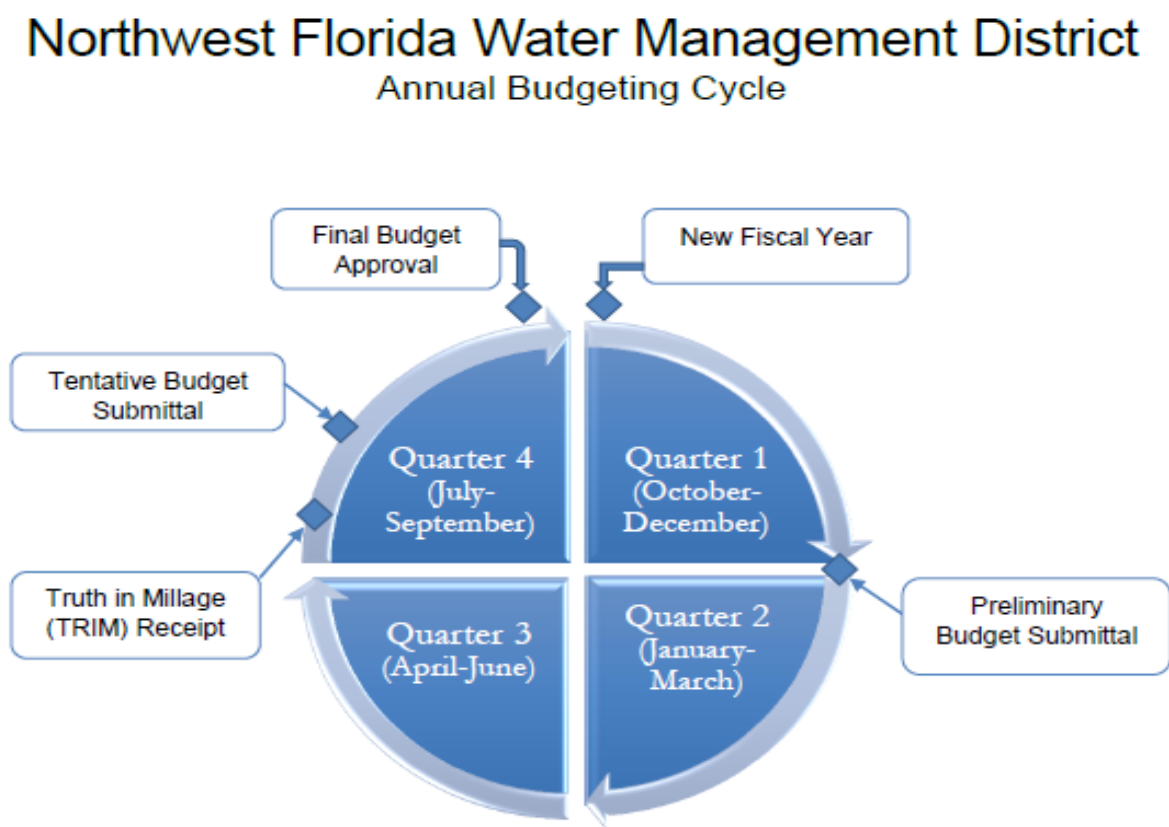 Northwest Florida Water Management District
Annual Budgeting Cycle
Final Budget
Approval
New Fiscal Year
Tentative Budget
Submittal
Quarter 4
(July-
September)
Quarter 1
(October-
December)
Truth in Millage
(TRIM) Receipt
Quarter 3
(April-June)
Quarter 2
(January-
March)
Preliminary
Budget Submittal